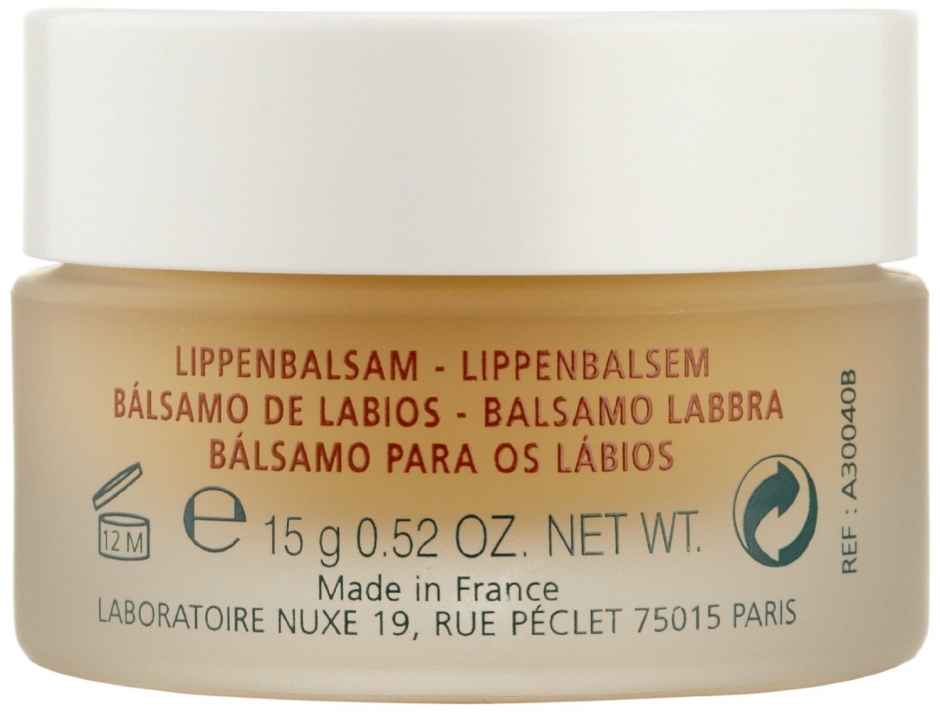 LIPPENBALSAM - LIPPENBALSEM
BÁLSAMO DE LABIOS - BALSAMO LABBRA
BÁLSAMO PARA OS LÁBIOS
12 M
e 15 g 0.52 OZ. NET WT.
Made in France
LABORATOIRE NUXE 19, RUE PÉCLET 75015 PARIS
REF : A30040B